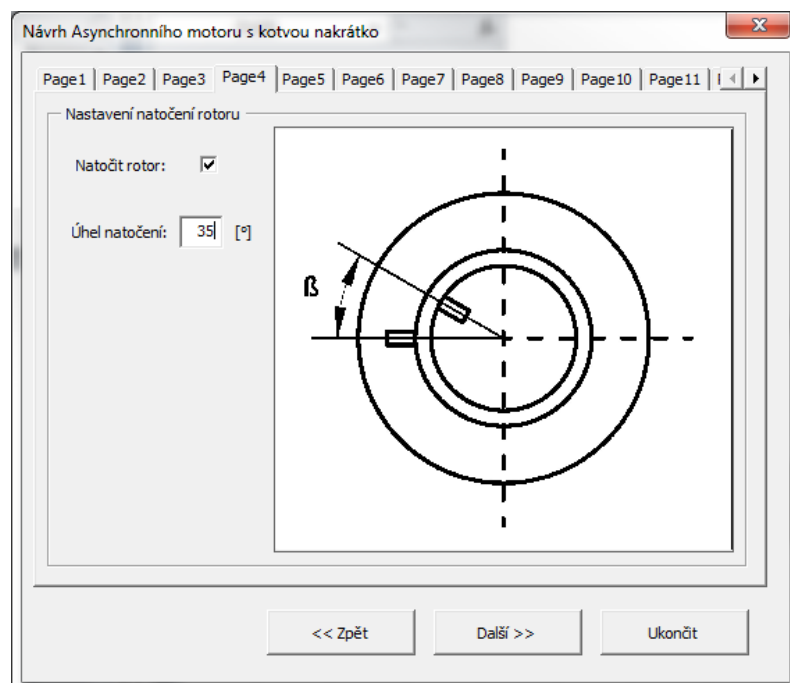 Návrh Asynchronního motoru s kotvou nakrátko
Page1 Page2 Page3 Page4 Page5 Page6 Page7 Page8 Page9 Page10 Page11
Nastavení natočení rotoru
Natočit rotor:
Úhel natočení: 35 [º]
ß
<< Zpět Další >> Ukončit